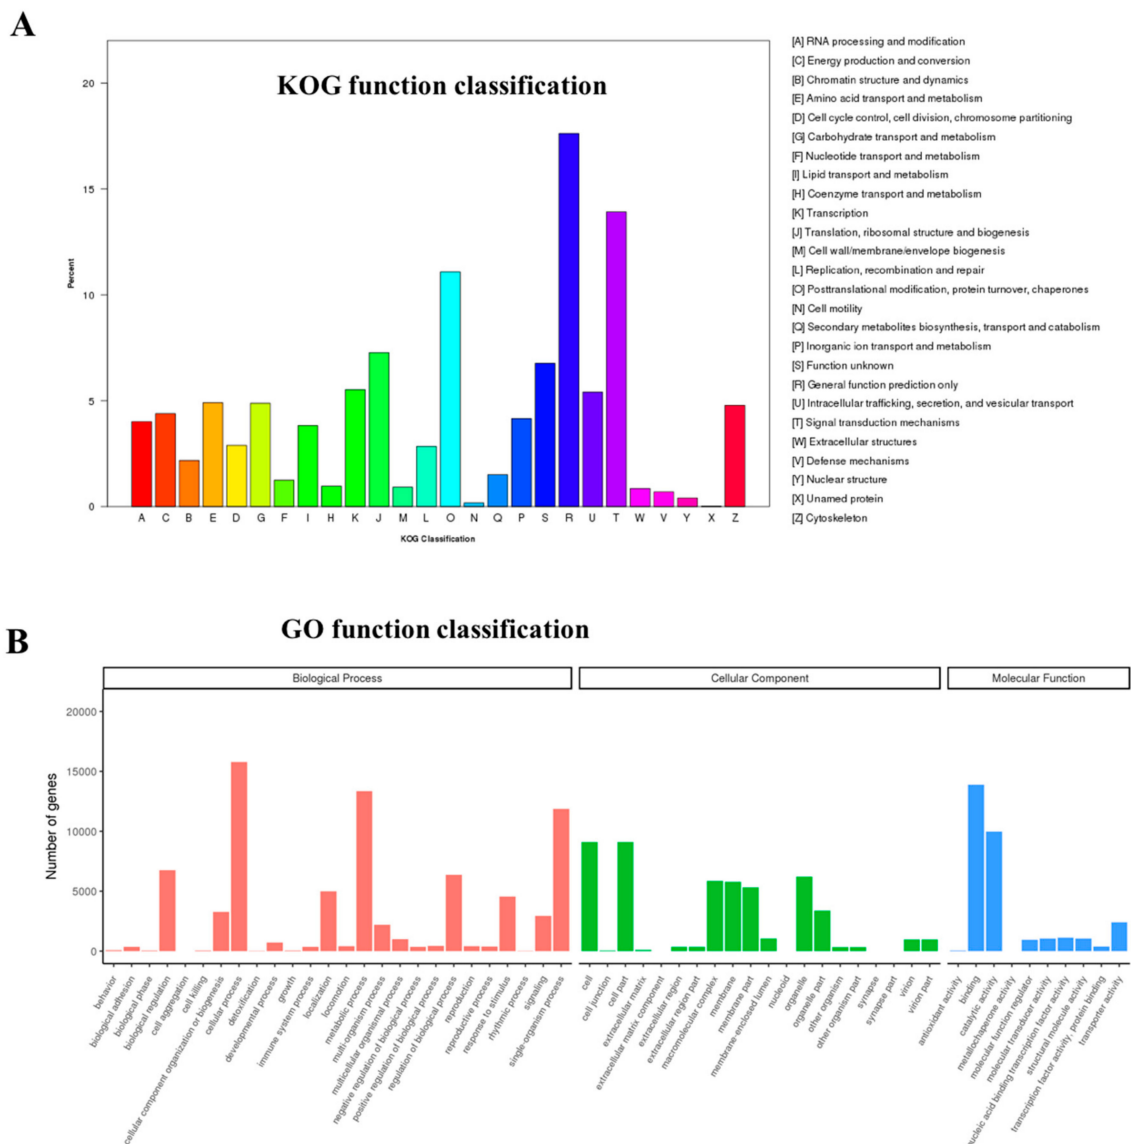 A
KOG function classification
Percent
20
15
10
5
0
A C B E D G F I H K J M L O N Q P S R U T W V Y X Z
KOG Classification
[A] RNA processing and modification
[C] Energy production and conversion
[B] Chromatin structure and dynamics
[E] Amino acid transport and metabolism
[D] Cell cycle control, cell division, chromosome partitioning
[G] Carbohydrate transport and metabolism
[F] Nucleotide transport and metabolism
[I] Lipid transport and metabolism
[H] Coenzyme transport and metabolism
[K] Transcription
[J] Translation, ribosomal structure and biogenesis
[M] Cell wall/membrane/envelope biogenesis
[L] Replication, recombination and repair
[O] Posttranslational modification, protein turnover, chaperones
[N] Cell motility
[Q] Secondary metabolites biosynthesis, transport and catabolism
[P] Inorganic ion transport and metabolism
[S] Function unknown
[R] General function prediction only
[U] Intracellular trafficking, secretion, and vesicular transport
[T] Signal transduction mechanisms
[W] Extracellular structures
[V] Defense mechanisms
[Y] Nuclear structure
[X] Unamed protein
[Z] Cytoskeleton
B
GO function classification
Biological Process
Cellular Component
Molecular Function
Number of genes
20000
15000
10000
5000
0
behavior
biological adhesion
biological phase
biological regulation
cell aggregation
cell killing
cellular component organization or biogenesis
cellular process
detoxification
developmental process
growth
immune system process
localization
locomotion
metabolic process
multi-organism process
multicellular organismal process
negative regulation of biological process
positive regulation of biological process
regulation of biological process
reproduction
reproductive process
response to stimulus
rhythmic process
signaling
single-organism process
cell
cell junction
cell part
extracellular matrix
extracellular matrix component
extracellular region
extracellular region part
macromolecular complex
membrane
membrane part
membrane-enclosed lumen
nucleoid
organelle
organelle part
other organism
other organism part
synapse
synapse part
virion
virion part
antioxidant activity
binding
catalytic activity
metallochaperone activity
molecular function regulator
molecular transducer activity
nucleic acid binding transcription factor activity
structural molecule activity
transcription factor activity, protein binding
transporter activity